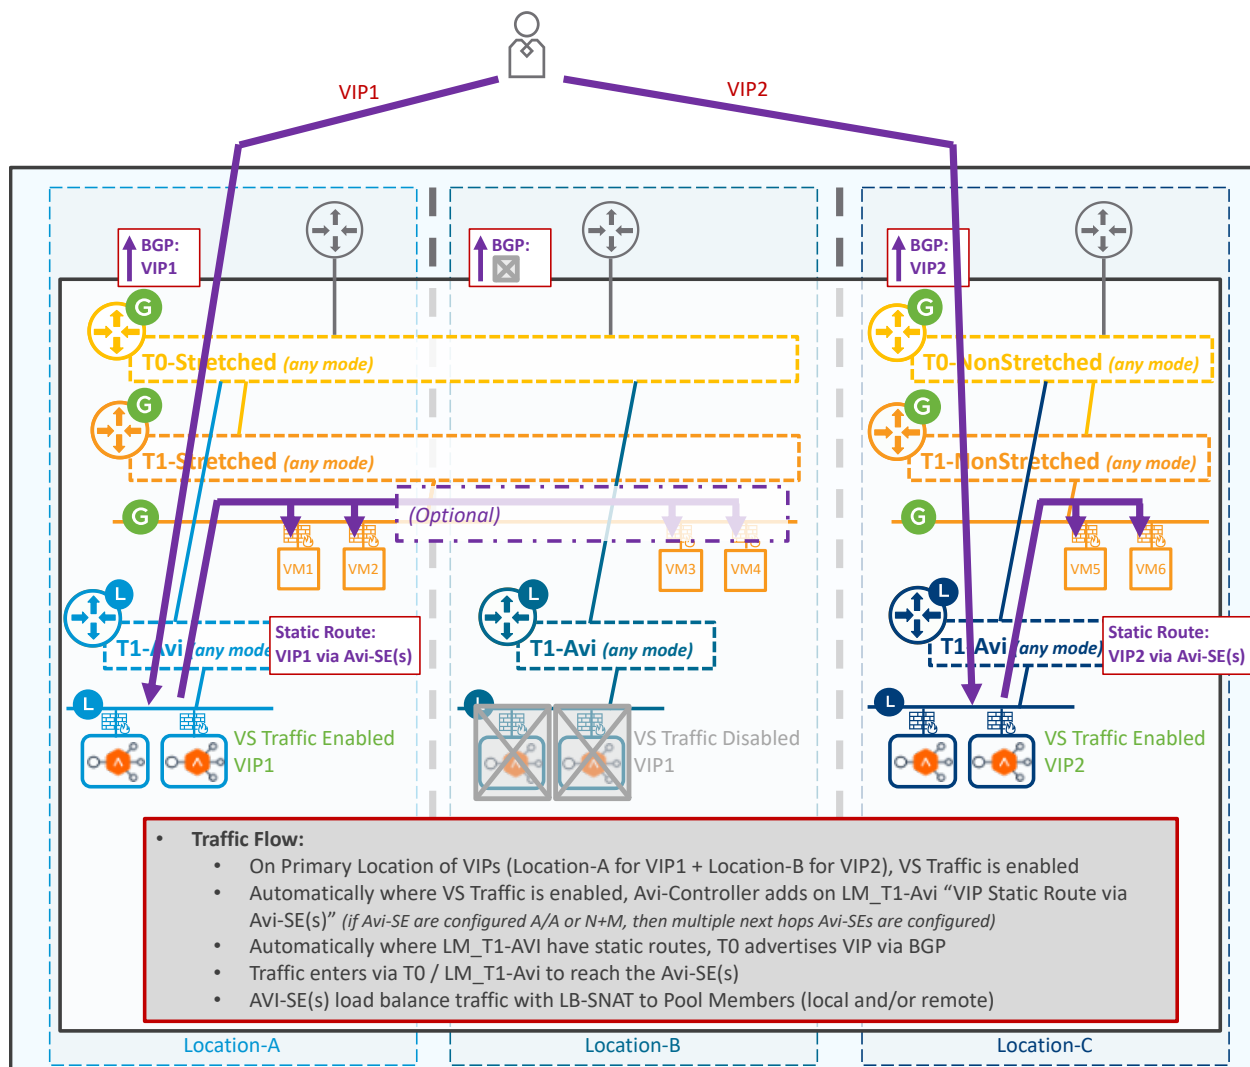 VIP1
VIP2
BGP:
VIP1
BGP:
BGP:
VIP2
G
G
T0-Stretched (any mode)
T0-NonStretched (any mode)
G
G
T1-Stretched (any mode)
T1-NonStretched (any mode)
G
(Optional)
G
VM1
VM2
VM3
VM4
VM5
VM6
L
L
L
T1-Avi (any mode)
Static Route:
VIP1 via Avi-SE(s)
T1-Avi (any mode)
T1-Avi (any mode)
Static Route:
VIP2 via Avi-SE(s)
L
L
L
VS Traffic Enabled
VIP1
VS Traffic Disabled
VIP1
VS Traffic Enabled
VIP2
• Traffic Flow:
• On Primary Location of VIPs (Location-A for VIP1 + Location-B for VIP2), VS Traffic is enabled
• Automatically where VS Traffic is enabled, Avi-Controller adds on LM_T1-Avi “VIP Static Route via
Avi-SE(s)” (if Avi-SE are configured A/A or N+M, then multiple next hops Avi-SEs are configured)
• Automatically where LM_T1-AVI have static routes, T0 advertises VIP via BGP
• Traffic enters via T0 / LM_T1-Avi to reach the Avi-SE(s)
• AVI-SE(s) load balance traffic with LB-SNAT to Pool Members (local and/or remote)
Location-A
Location-B
Location-C